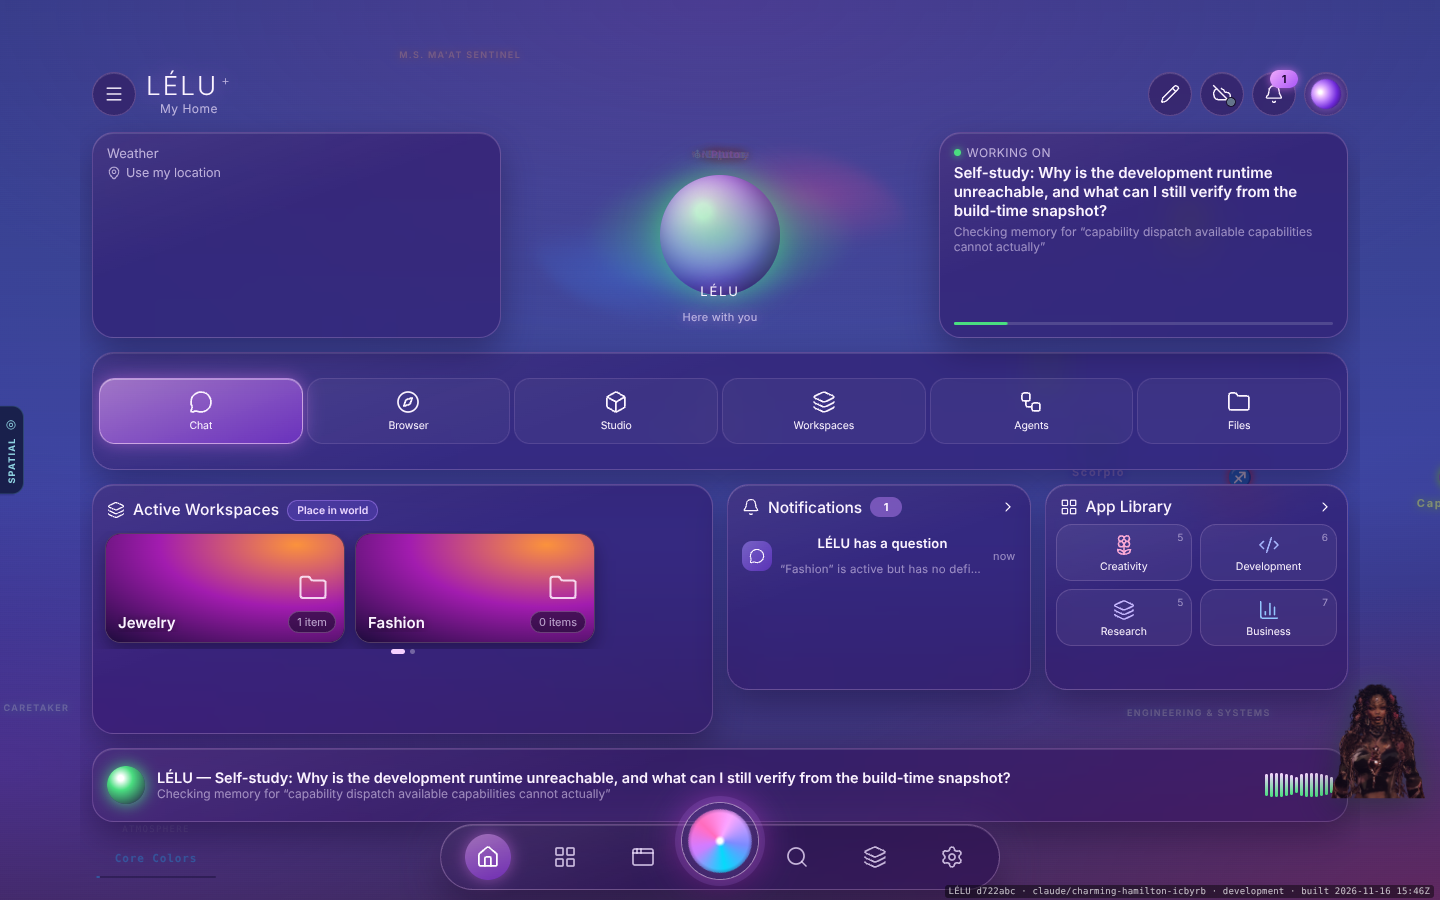 M.S. MA'AT SENTINEL
LÉLU +
My Home
1
Weather
Use my location
LÉLU
Here with you
WORKING ON
Self-study: Why is the development runtime
unreachable, and what can I still verify from the
build-time snapshot?
Checking memory for “capability dispatch available capabilities
cannot actually”
Chat
Browser
Studio
Workspaces
Agents
Files
SPATIAL
Scorpio
Cap
Active Workspaces
Place in world
Jewelry
1 item
Fashion
0 items
Notifications
1
LÉLU has a question
“Fashion” is active but has no defi...
now
App Library
Creativity
5
Development
6
Research
5
Business
7
CARETAKER
ENGINEERING & SYSTEMS
LÉLU — Self-study: Why is the development runtime unreachable, and what can I still verify from the build-time snapshot?
Checking memory for “capability dispatch available capabilities cannot actually”
ATMOSPHERE
Core Colors
LÉLU d722abc · claude/charming-hamilton-icbyrb · development · built 2026-11-16 15:46Z